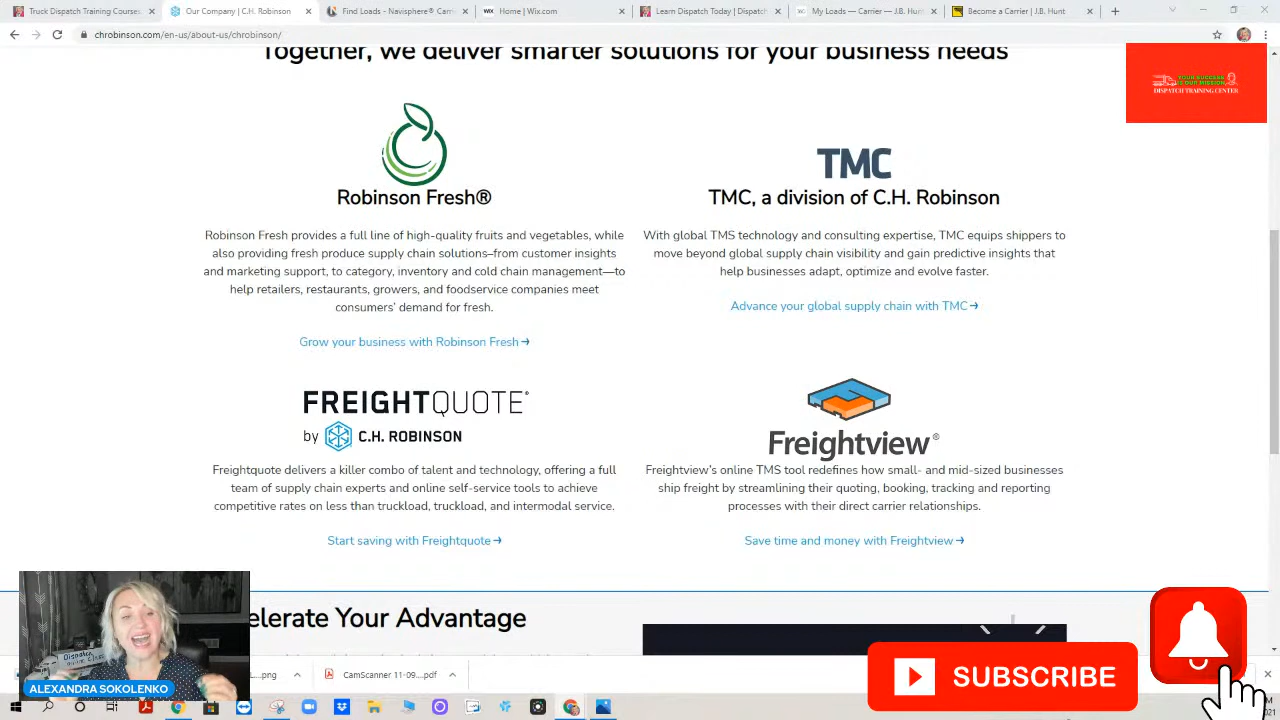 Truck Dispatch Training Courses
Our Company | C.H. Robinson
Find Loads - Navisphere® Carr
Home | Wix.com
Learn Dispatch Today | Dispatch
My Loads — Carrier — J.B. Hunt
Become a Carrier | J.B. Hunt
chrobinson.com/en-us/about-us/chrobinson/
Together, we deliver smarter solutions for your business needs
YOUR SUCCESS
IS OUR MISSION
DISPATCH TRAINING CENTER
Robinson Fresh®
Robinson Fresh provides a full line of high-quality fruits and vegetables, while
also providing fresh produce supply chain solutions–from customer insights
and marketing support, to category, inventory and cold chain management—to
help retailers, restaurants, growers, and foodservice companies meet
consumers' demand for fresh.
Grow your business with Robinson Fresh →
TMC
TMC, a division of C.H. Robinson
With global TMS technology and consulting expertise, TMC equips shippers to
move beyond global supply chain visibility and gain predictive insights that
help businesses adapt, optimize and evolve faster.
Advance your global supply chain with TMC →
FREIGHTQUOTE®
by C.H. ROBINSON
Freightquote delivers a killer combo of talent and technology, offering a full
team of supply chain experts and online self-service tools to achieve
competitive rates on less than truckload, truckload, and intermodal service.
Start saving with Freightquote →
Freightview®
Freightview's online TMS tool redefines how small- and mid-sized businesses
ship freight by streamlining their quoting, booking, tracking and reporting
processes with their direct carrier relationships.
Save time and money with Freightview →
elerate Your Advantage
Dispatch
ALEXANDRA SOKOLENKO
L...png
CamScanner 11-09....pdf
SUBSCRIBE